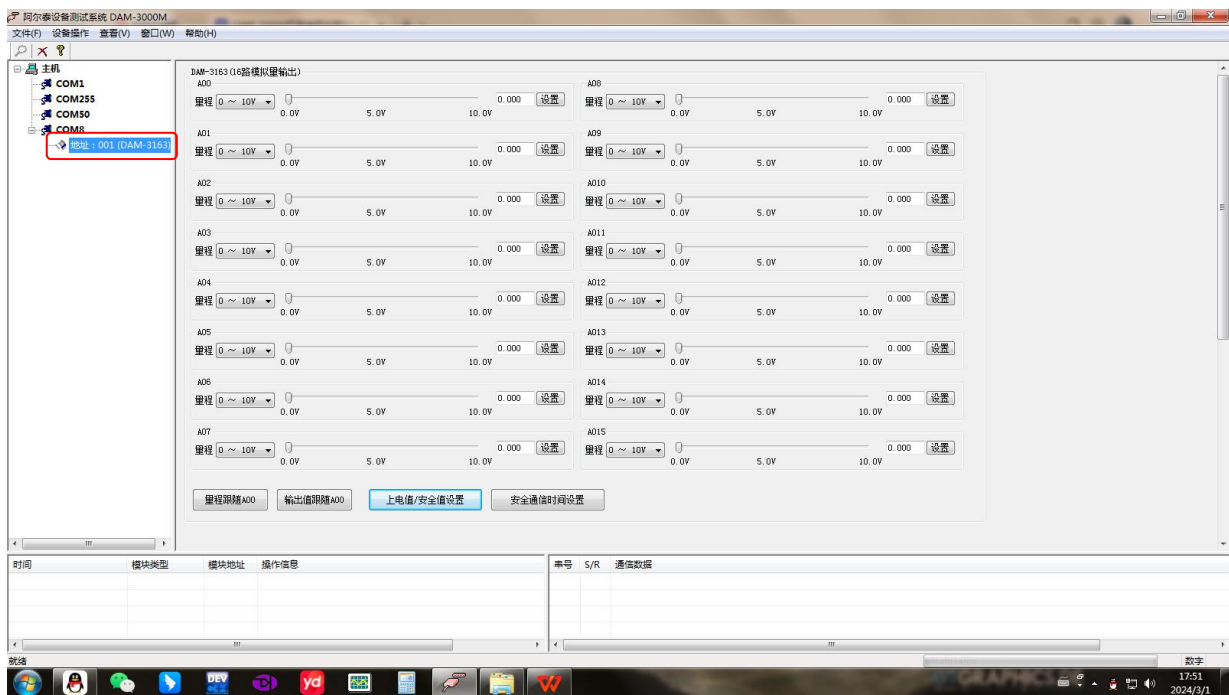 阿尔泰设备测试系统 DAM-3000M
文件(F) 设备操作 查看(V) 窗口(W) 帮助(H)
主机
COM1
COM255
COM50
COM8
地址：001 (DAM-3163)
DAM-3163(16路模拟量输出)
AO0
量程 0 ~ 10V 0.000 设置
0.0V 5.0V 10.0V
AO1
量程 0 ~ 10V 0.000 设置
0.0V 5.0V 10.0V
AO2
量程 0 ~ 10V 0.000 设置
0.0V 5.0V 10.0V
AO3
量程 0 ~ 10V 0.000 设置
0.0V 5.0V 10.0V
AO4
量程 0 ~ 10V 0.000 设置
0.0V 5.0V 10.0V
AO5
量程 0 ~ 10V 0.000 设置
0.0V 5.0V 10.0V
AO6
量程 0 ~ 10V 0.000 设置
0.0V 5.0V 10.0V
AO7
量程 0 ~ 10V 0.000 设置
0.0V 5.0V 10.0V
AO8
量程 0 ~ 10V 0.000 设置
0.0V 5.0V 10.0V
AO9
量程 0 ~ 10V 0.000 设置
0.0V 5.0V 10.0V
AO10
量程 0 ~ 10V 0.000 设置
0.0V 5.0V 10.0V
AO11
量程 0 ~ 10V 0.000 设置
0.0V 5.0V 10.0V
AO12
量程 0 ~ 10V 0.000 设置
0.0V 5.0V 10.0V
AO13
量程 0 ~ 10V 0.000 设置
0.0V 5.0V 10.0V
AO14
量程 0 ~ 10V 0.000 设置
0.0V 5.0V 10.0V
AO15
量程 0 ~ 10V 0.000 设置
0.0V 5.0V 10.0V
量程跟随AO0 输出值跟随AO0 上电值/安全值设置 安全通信时间设置
时间 模块类型 模块地址 操作信息
串号 S/R 通信数据
就绪 数字
DEV yd
17:51
2024/3/1